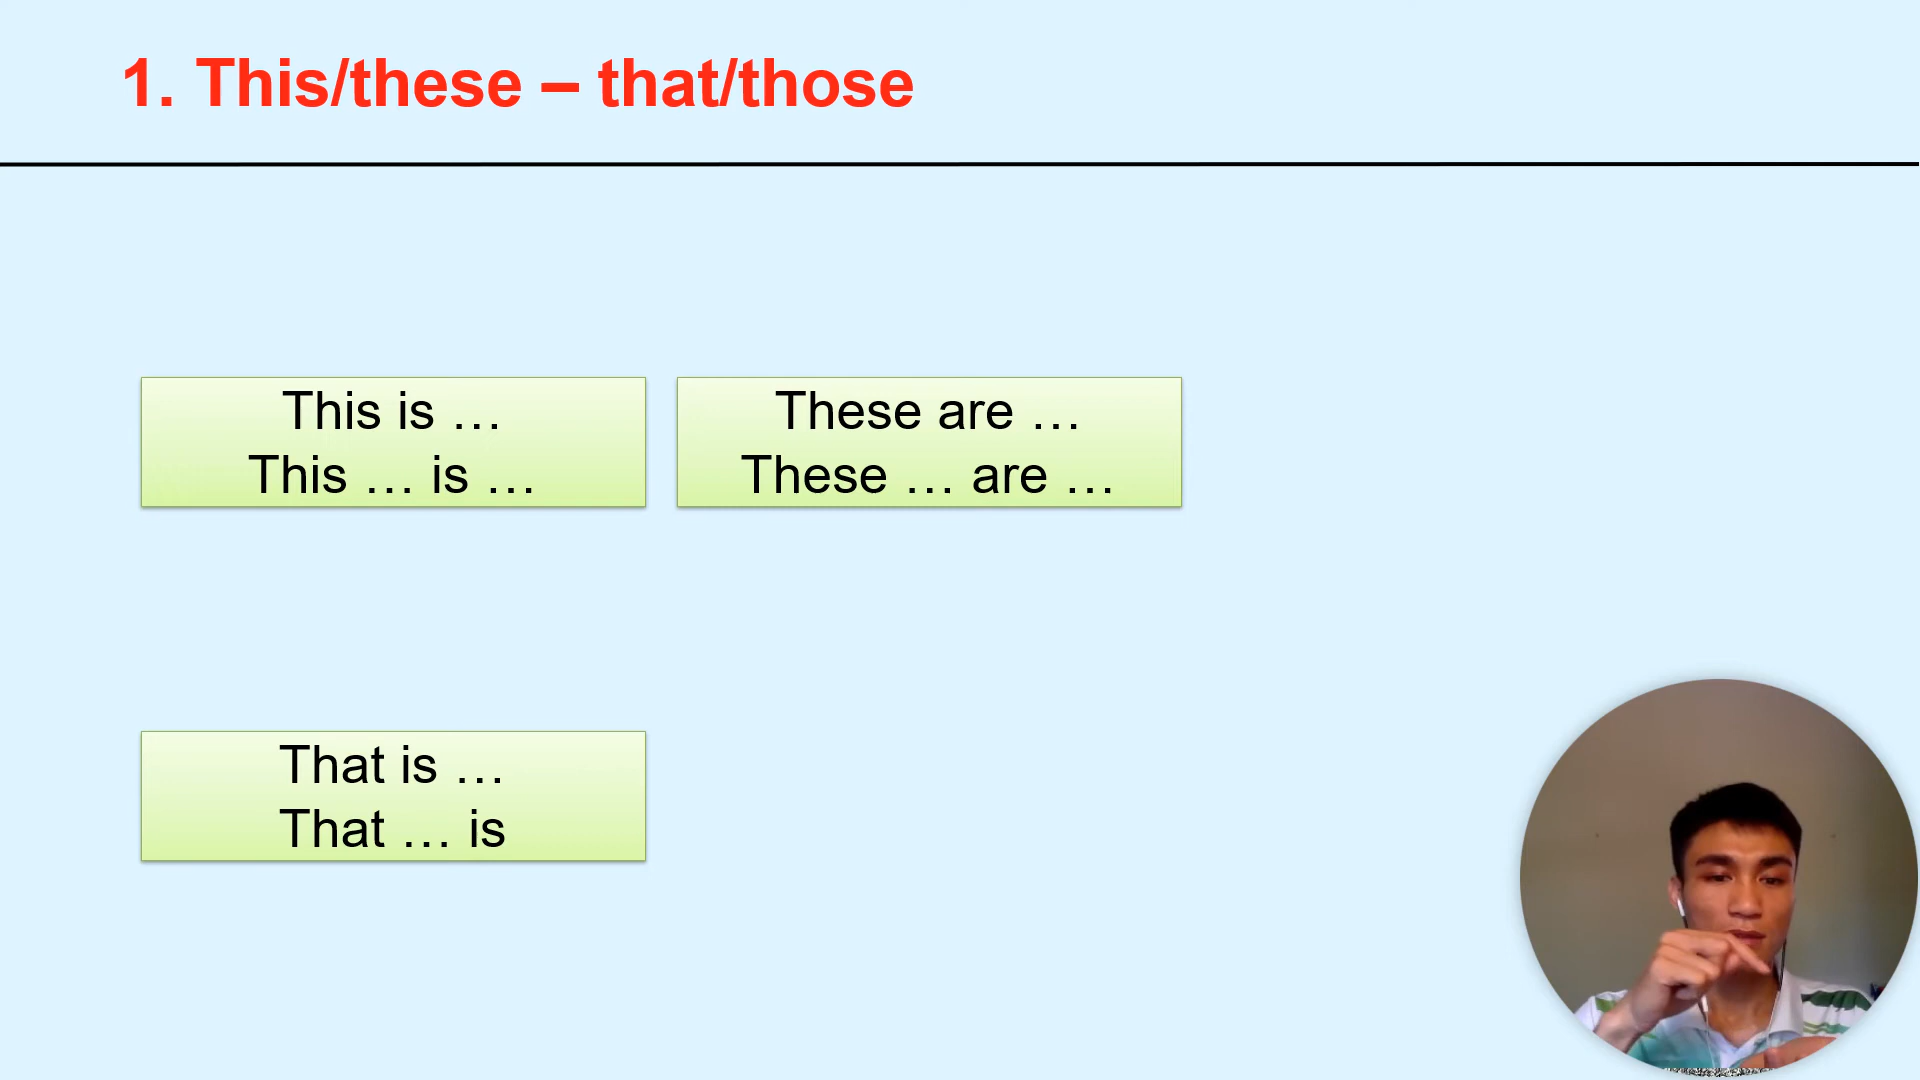 1. This/these – that/those
This is …
This … is …
These are …
These … are …
That is …
That … is